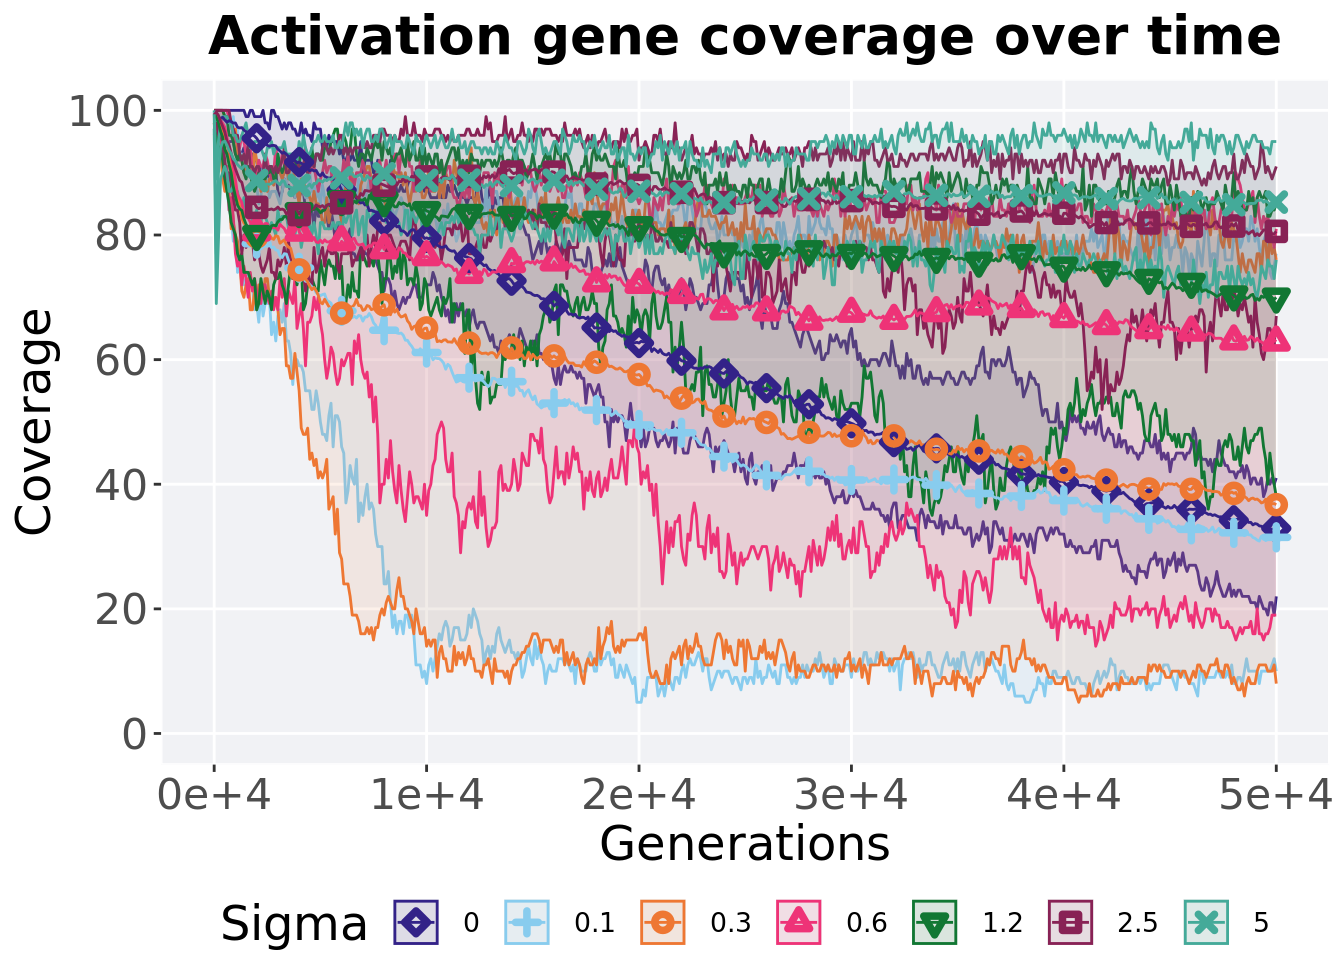 Activation gene coverage over time
Coverage
100
80
60
40
20
0
0e+4 1e+4 2e+4 3e+4 4e+4 5e+4
Generations
Sigma 0 0.1 0.3 0.6 1.2 2.5 5